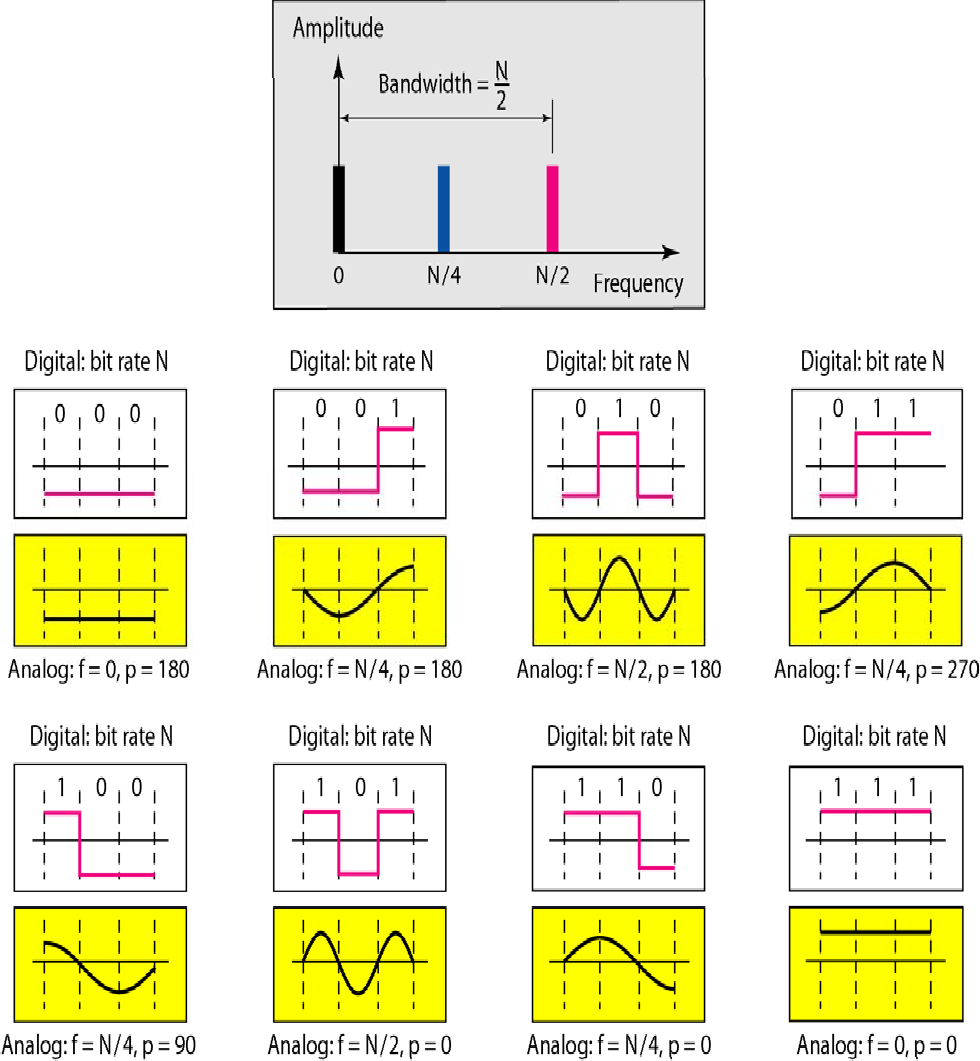 Amplitude
Bandwidth = N/2
0 N/4 N/2 Frequency
Digital: bit rate N Digital: bit rate N Digital: bit rate N Digital: bit rate N
0 0 0 0 0 1 0 1 0 0 1 1
Analog: f = 0, p = 180 Analog: f = N/4, p = 180 Analog: f = N/2, p = 180 Analog: f = N/4, p = 270
Digital: bit rate N Digital: bit rate N Digital: bit rate N Digital: bit rate N
1 0 0 1 0 1 1 1 0 1 1 1
Analog: f = N/4, p = 90 Analog: f = N/2, p = 0 Analog: f = N/4, p = 0 Analog: f = 0, p = 0